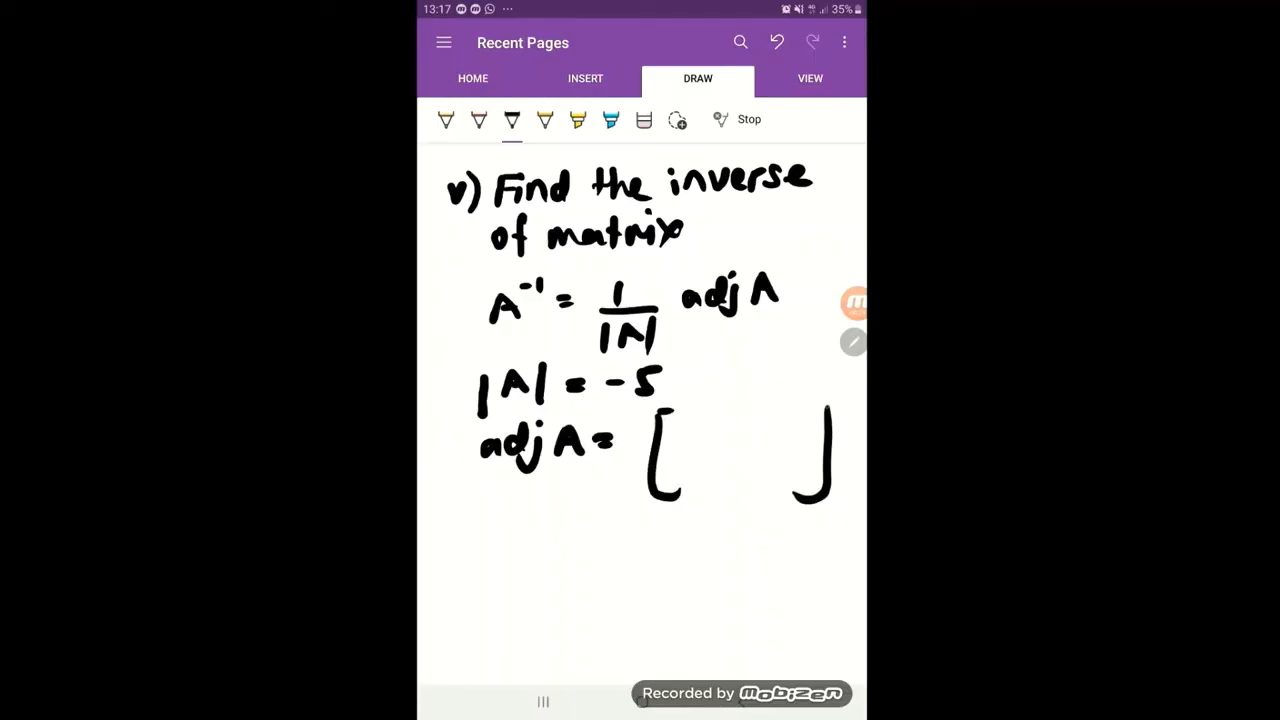 13:17 ... 35%
Recent Pages
HOME INSERT DRAW VIEW
Stop
v) Find the inverse
of matrix
A⁻¹ = 1/|A| adj A
|A| = -5
adj A = [ ]
Recorded by Mobizen